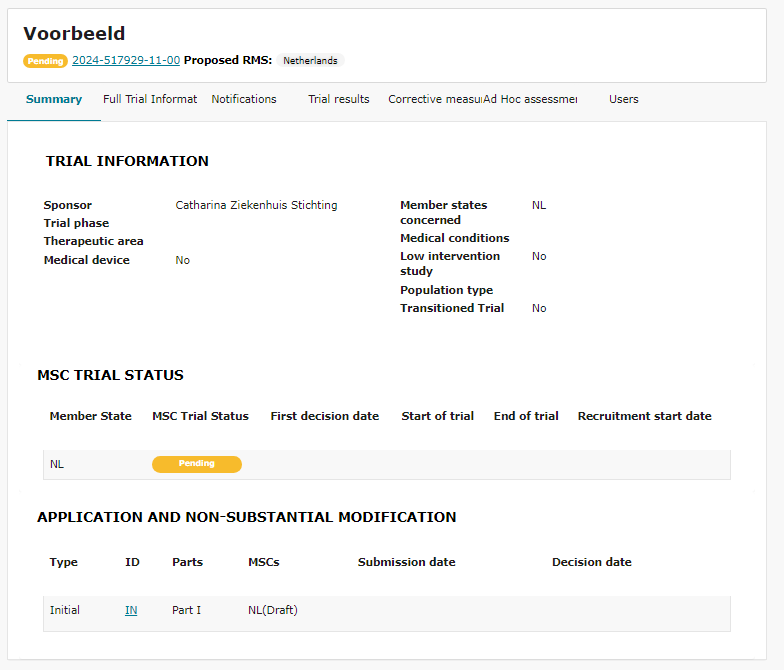 Voorbeeld
Pending 2024-517929-11-00 Proposed RMS: Netherlands
Summary Full Trial Informat Notifications Trial results Corrective measu Ad Hoc assessmen Users
TRIAL INFORMATION
Sponsor Catharina Ziekenhuis Stichting
Trial phase
Therapeutic area
Medical device No
Member states concerned NL
Medical conditions
Low intervention study No
Population type
Transitioned Trial No
MSC TRIAL STATUS
Member State MSC Trial Status First decision date Start of trial End of trial Recruitment start date
NL Pending
APPLICATION AND NON-SUBSTANTIAL MODIFICATION
Type ID Parts MSCs Submission date Decision date
Initial IN Part I NL(Draft)